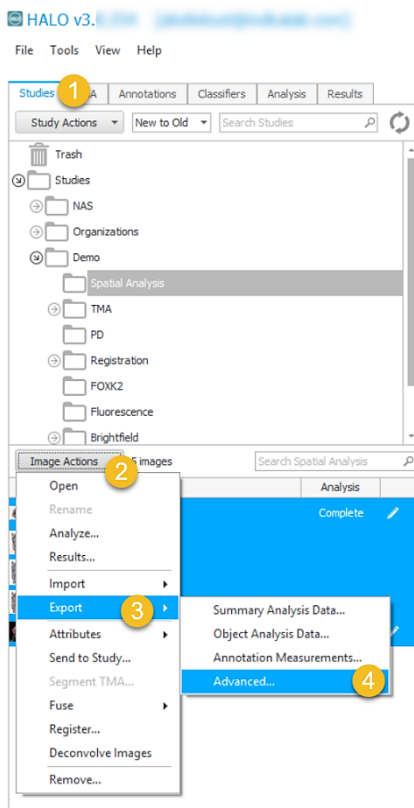 HALO v3.
File Tools View Help
Studies 1 A Annotations Classifiers Analysis Results
Study Actions New to Old Search Studies
Trash
Studies
NAS
Organizations
Demo
Spatial Analysis
TMA
PD
Registration
FOXK2
Fluorescence
Brightfield
Image Actions 2 images Search Spatial Analysis
Open Analysis
Rename Complete
Analyze...
Results...
Import
Export 3 Summary Analysis Data...
Attributes Object Analysis Data...
Send to Study... Annotation Measurements...
Segment TMA... Advanced... 4
Fuse
Register...
Deconvolve Images
Remove...